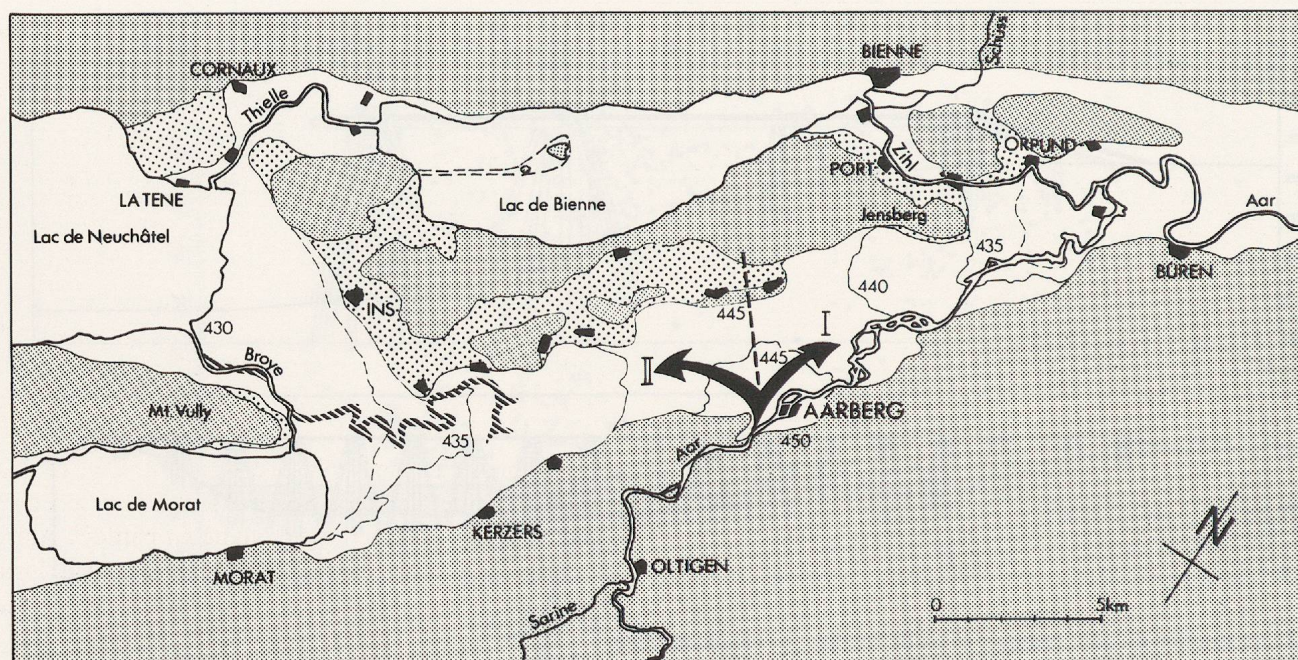 BIENNE
Schüss
CORNAUX
Thielle
Zihl
ORPUND
PORT
LATENE
Lac de Bienne
Aar
Lac de Neuchâtel
Jensberg
435
BÜREN
440
INS
445
430
I
Broye
445
II
Mt. Vully
AARBERG
435
450
Aar
Lac de Morat
KERZERS
N
OLTIGEN
MORAT
0 5km
Sarine